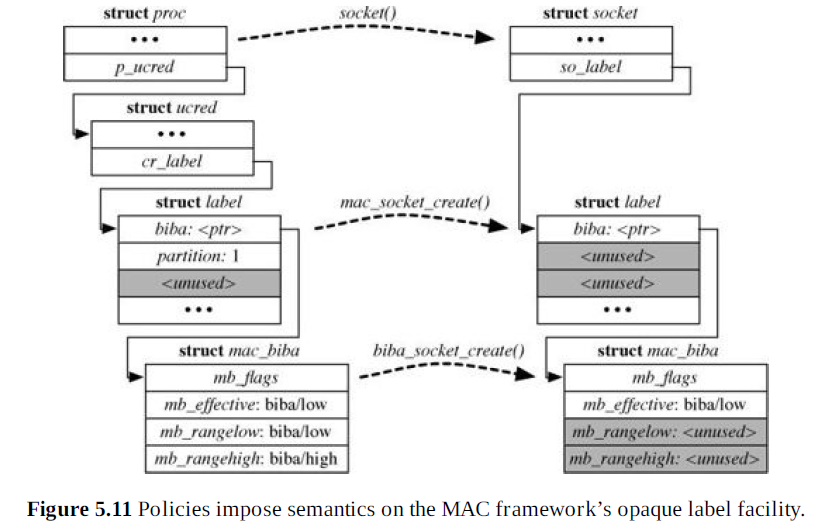 struct proc
socket()
struct socket
•••
p_ucred
•••
so_label
struct ucred
•••
cr_label
struct label
mac_socket_create()
struct label
biba: <ptr>
partition: 1
<unused>
•••
biba: <ptr>
<unused>
<unused>
•••
struct mac_biba
biba_socket_create()
struct mac_biba
mb_flags
mb_effective: biba/low
mb_rangelow: biba/low
mb_rangehigh: biba/high
mb_flags
mb_effective: biba/low
mb_rangelow: <unused>
mb_rangehigh: <unused>
Figure 5.11 Policies impose semantics on the MAC framework’s opaque label facility.